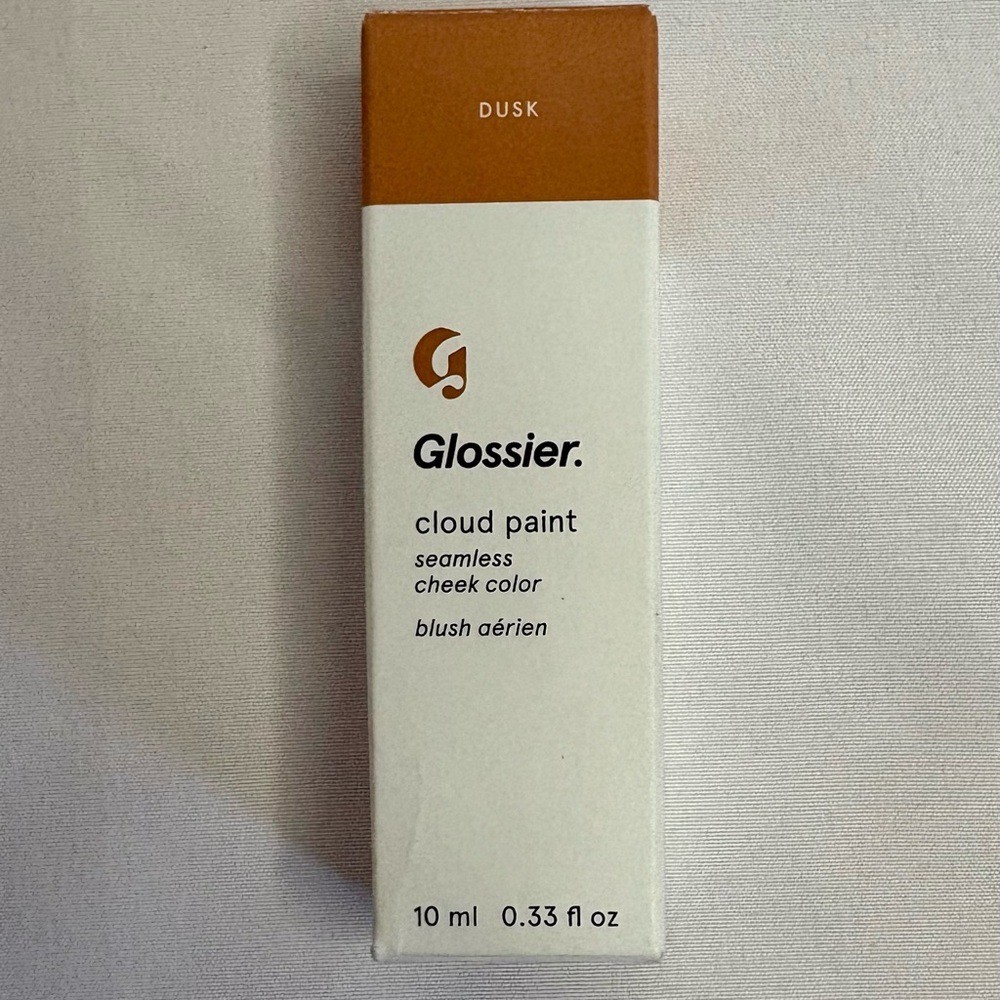 DUSK
G
Glossier.
cloud paint
seamless
cheek color
blush aérien
10 ml 0.33 fl oz